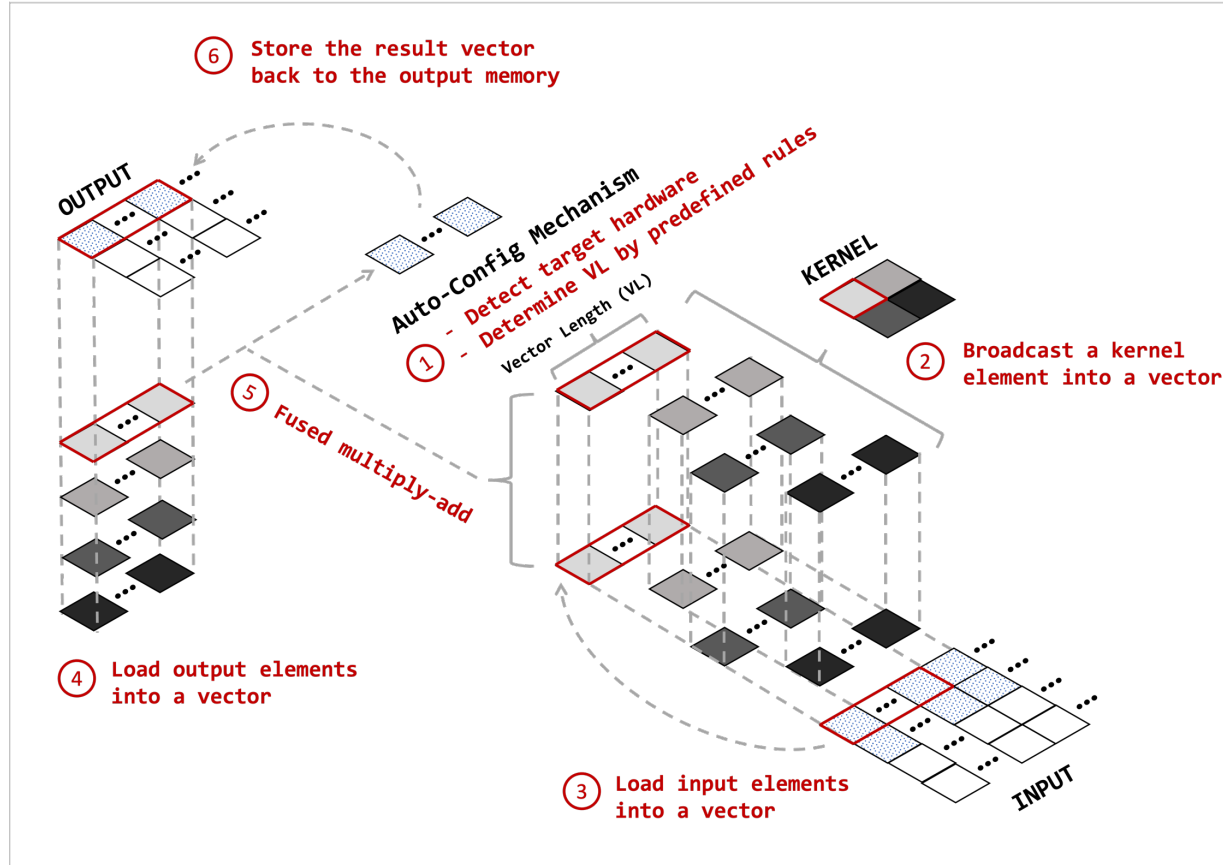 6 Store the result vector
back to the output memory
OUTPUT
Auto-Config Mechanism
1 - Detect target hardware
- Determine VL by predefined rules
Vector Length (VL)
KERNEL
2 Broadcast a kernel
element into a vector
5 Fused multiply-add
4 Load output elements
into a vector
3 Load input elements
into a vector
INPUT